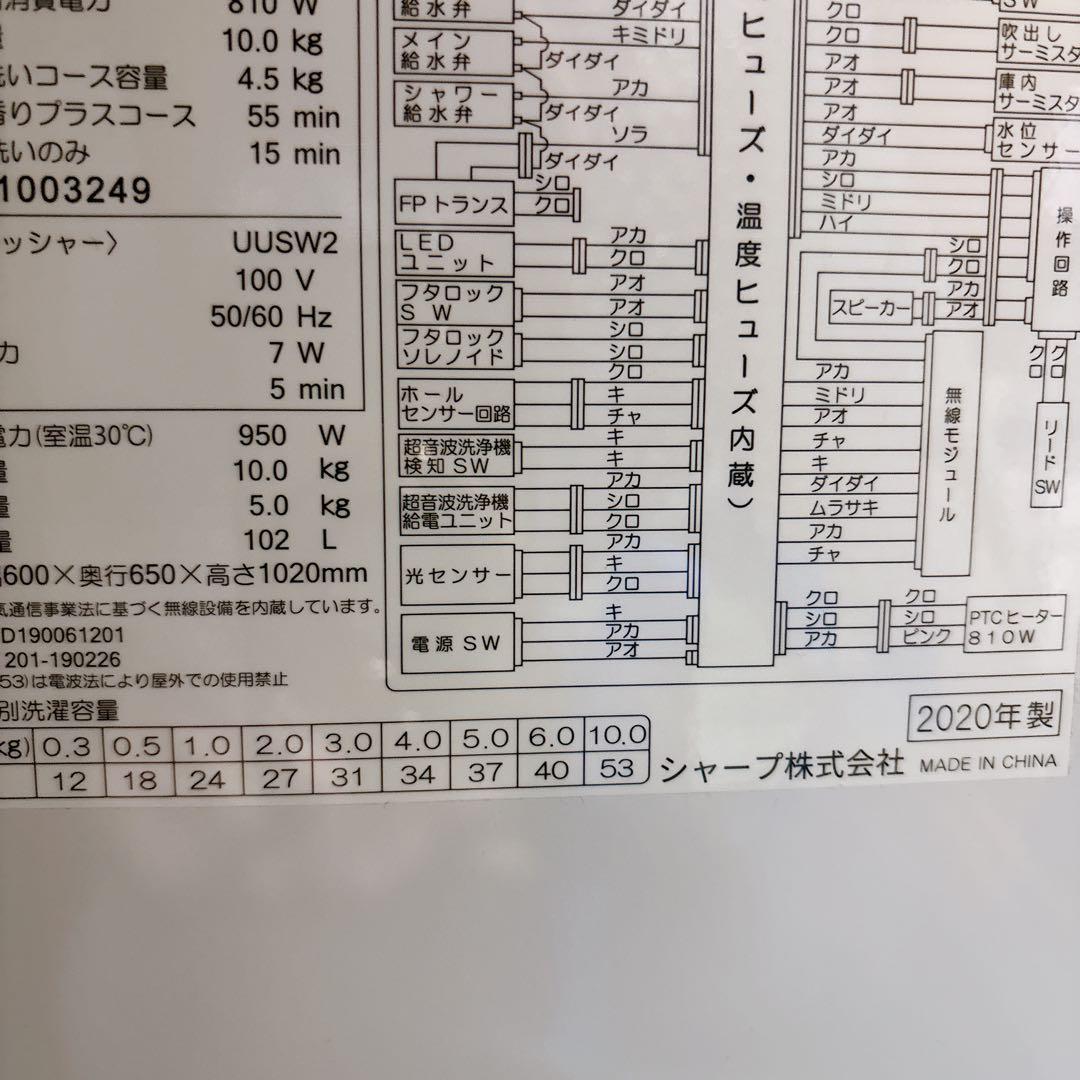 消費電力 810 W
10.0 kg
洗いコース容量 4.5 kg
香りプラスコース 55 min
洗いのみ 15 min
1003249
ッシャー〉 UUSW2
100 V
50/60 Hz
力 7 W
5 min
電力(室温30℃) 950 W
量 10.0 kg
量 5.0 kg
量 102 L
600×奥行650×高さ1020mm
気通信事業法に基づく無線設備を内蔵しています。
D190061201
201-190226
53)は電波法により屋外での使用禁止
別洗濯容量
kg) 0.3 0.5 1.0 2.0 3.0 4.0 5.0 6.0 10.0
12 18 24 27 31 34 37 40 53
給水弁
ダイダイ
キミドリ
メイン
給水弁
ダイダイ
アカ
シャワー
給水弁
ダイダイ
ソラ
ダイダイ
シロ
クロ
FPトランス
LED
ユニット
アカ
クロ
フタロック
SW
アオ
アオ
フタロック
ソレノイド
シロ
シロ
クロ
ホール
センサー回路
キ
チャ
キ
超音波洗浄機
検知SW
キ
アカ
超音波洗浄機
給電ユニット
シロ
クロ
アカ
光センサー
キ
クロ
電源SW
キ
アカ
アオ
ヒューズ・温度ヒューズ内蔵)
クロ
クロ
アオ
アオ
アオ
ダイダイ
アカ
シロ
ミドリ
ハイ
SW
吹出し
サーミスタ
庫内
サーミスタ
水位
センサー
操作回路
シロ
クロ
アカ
アオ
スピーカー
クロ
クロ
リードSW
アカ
ミドリ
アオ
チャ
キ
ダイダイ
ムラサキ
アカ
チャ
無線モジュール
クロ
シロ
アカ
クロ
シロ
ピンク
PTCヒーター
810W
2020年製
シャープ株式会社 MADE IN CHINA